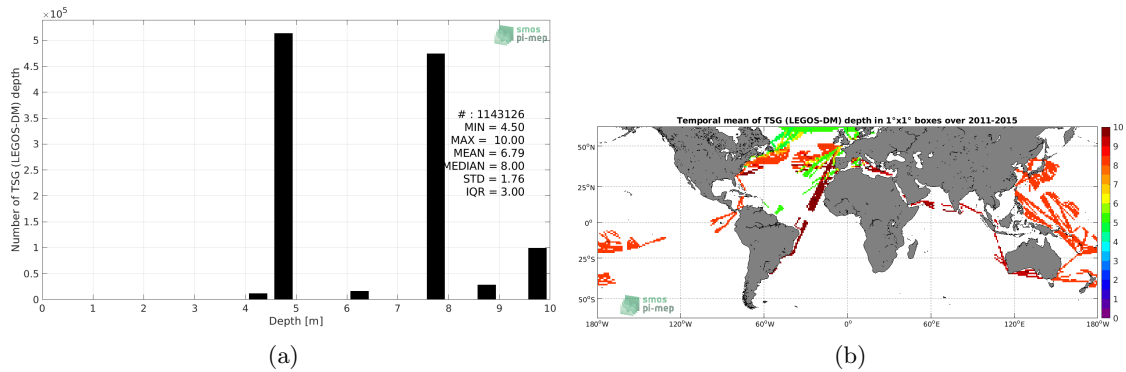 ×10⁵
5
4.5
4
3.5
3
2.5
2
1.5
1
0.5
0
Number of TSG (LEGOS-DM) depth
smos
pi-mep
# : 1143126
MIN = 4.50
MAX = 10.00
MEAN = 6.79
MEDIAN = 8.00
STD = 1.76
IQR = 3.00
0 1 2 3 4 5 6 7 8 9 10
Depth [m]
(a)
Temporal mean of TSG (LEGOS-DM) depth in 1°x1° boxes over 2011-2015
50°N
25°N
0°
25°S
50°S
smos
pi-mep
180°W 120°W 60°W 0°E 60°E 120°E 180°W
10
9
8
7
6
5
4
3
2
1
0
(b)